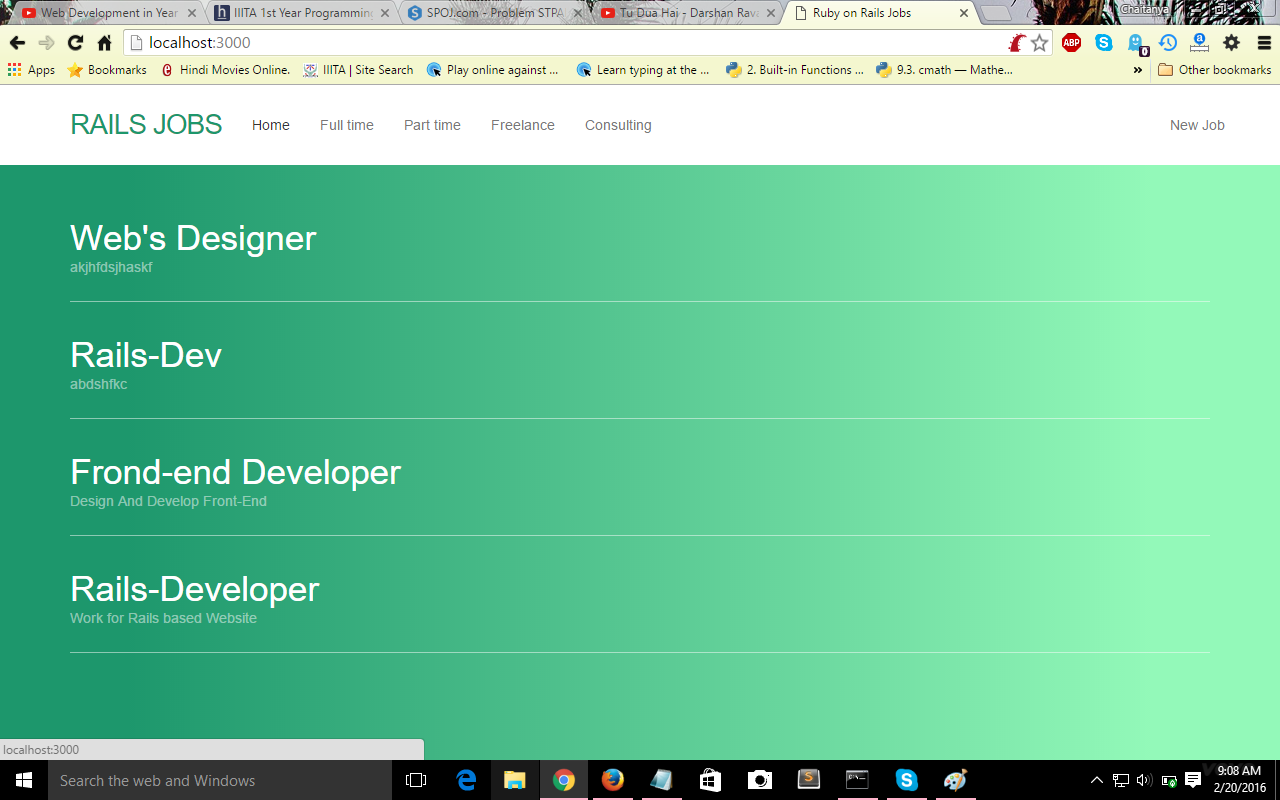 Web Development in Year
IIITA 1st Year Programming
SPOJ.com - Problem STPA
Tu Dua Hai - Darshan Rava
Ruby on Rails Jobs
Chaitanya
localhost:3000
ABP
0
Apps
Bookmarks
Hindi Movies Online.
IIITA | Site Search
Play online against ...
Learn typing at the ...
2. Built-in Functions ...
9.3. cmath — Mathe...
»
Other bookmarks
RAILS JOBS
Home
Full time
Part time
Freelance
Consulting
New Job
Web's Designer
akjhfdsjhaskf
Rails-Dev
abdshfkc
Frond-end Developer
Design And Develop Front-End
Rails-Developer
Work for Rails based Website
localhost:3000
Search the web and Windows
9:08 AM
2/20/2016